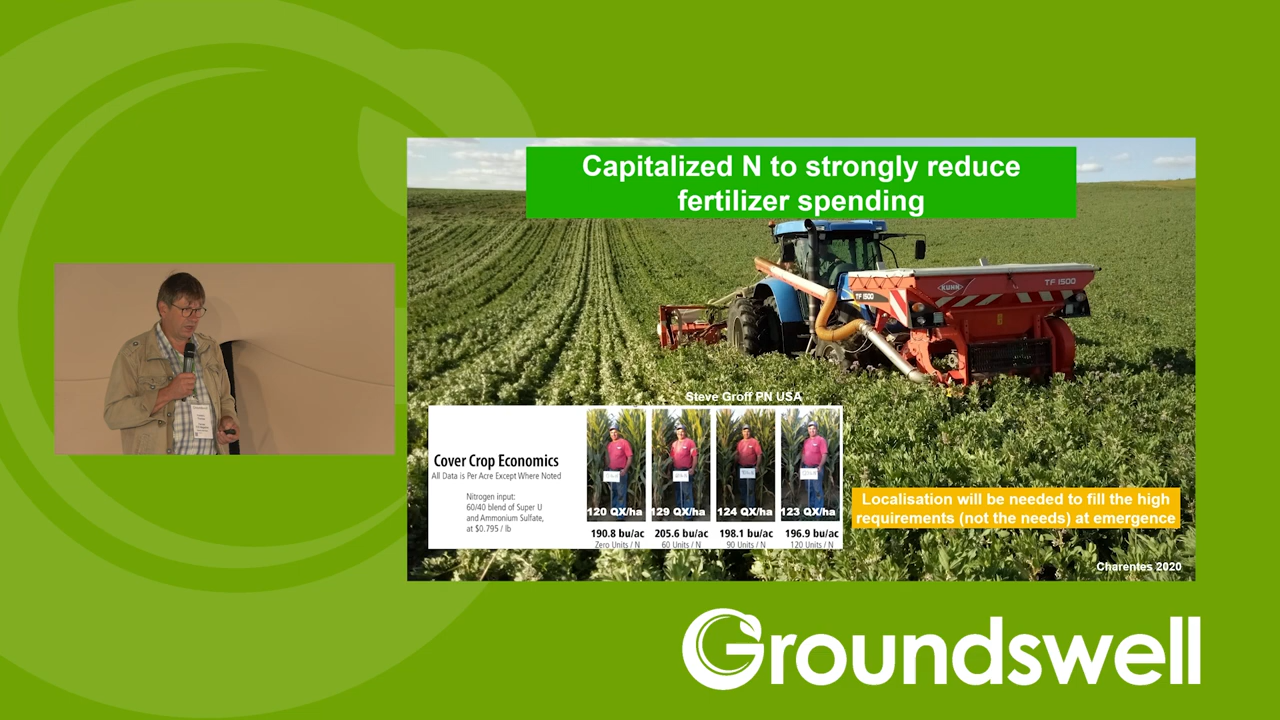 Capitalized N to strongly reduce
fertilizer spending
KUHN
TF 1500
TF 1500
Steve Groff PN USA
Cover Crop Economics
All Data is Per Acre Except Where Noted
Nitrogen input:
60/40 blend of Super U
and Ammonium Sulfate,
at $0.795 / lb
120 QX/ha
129 QX/ha
124 QX/ha
123 QX/ha
190.8 bu/ac
205.6 bu/ac
198.1 bu/ac
196.9 bu/ac
Zero Units / N
60 Units / N
90 Units / N
120 Units / N
Localisation will be needed to fill the high
requirements (not the needs) at emergence
Charentes 2020
Groundswell